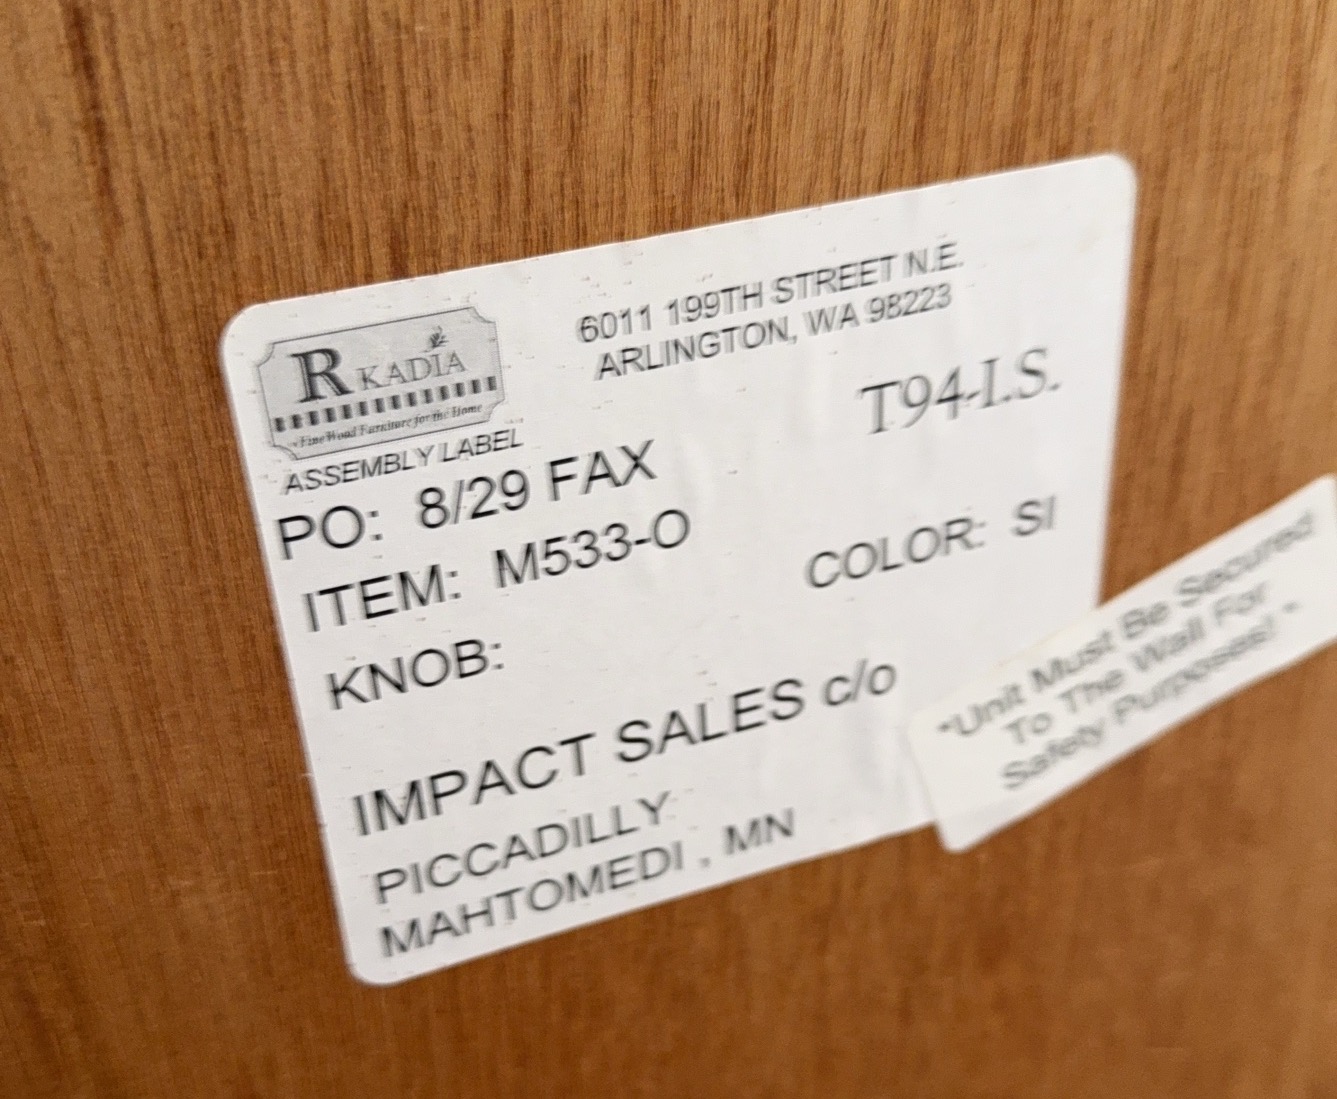 6011 199TH STREET N.E.
ARLINGTON, WA 98223
RKADIA
Fine Wood Furniture for the Home
T94-I.S.
ASSEMBLY LABEL
PO: 8/29 FAX
ITEM: M533-O
COLOR: SI
KNOB:
IMPACT SALES c/o
PICCADILLY
MAHTOMEDI , MN
"Unit Must Be Secured
To The Wall For
Safety Purposes! "